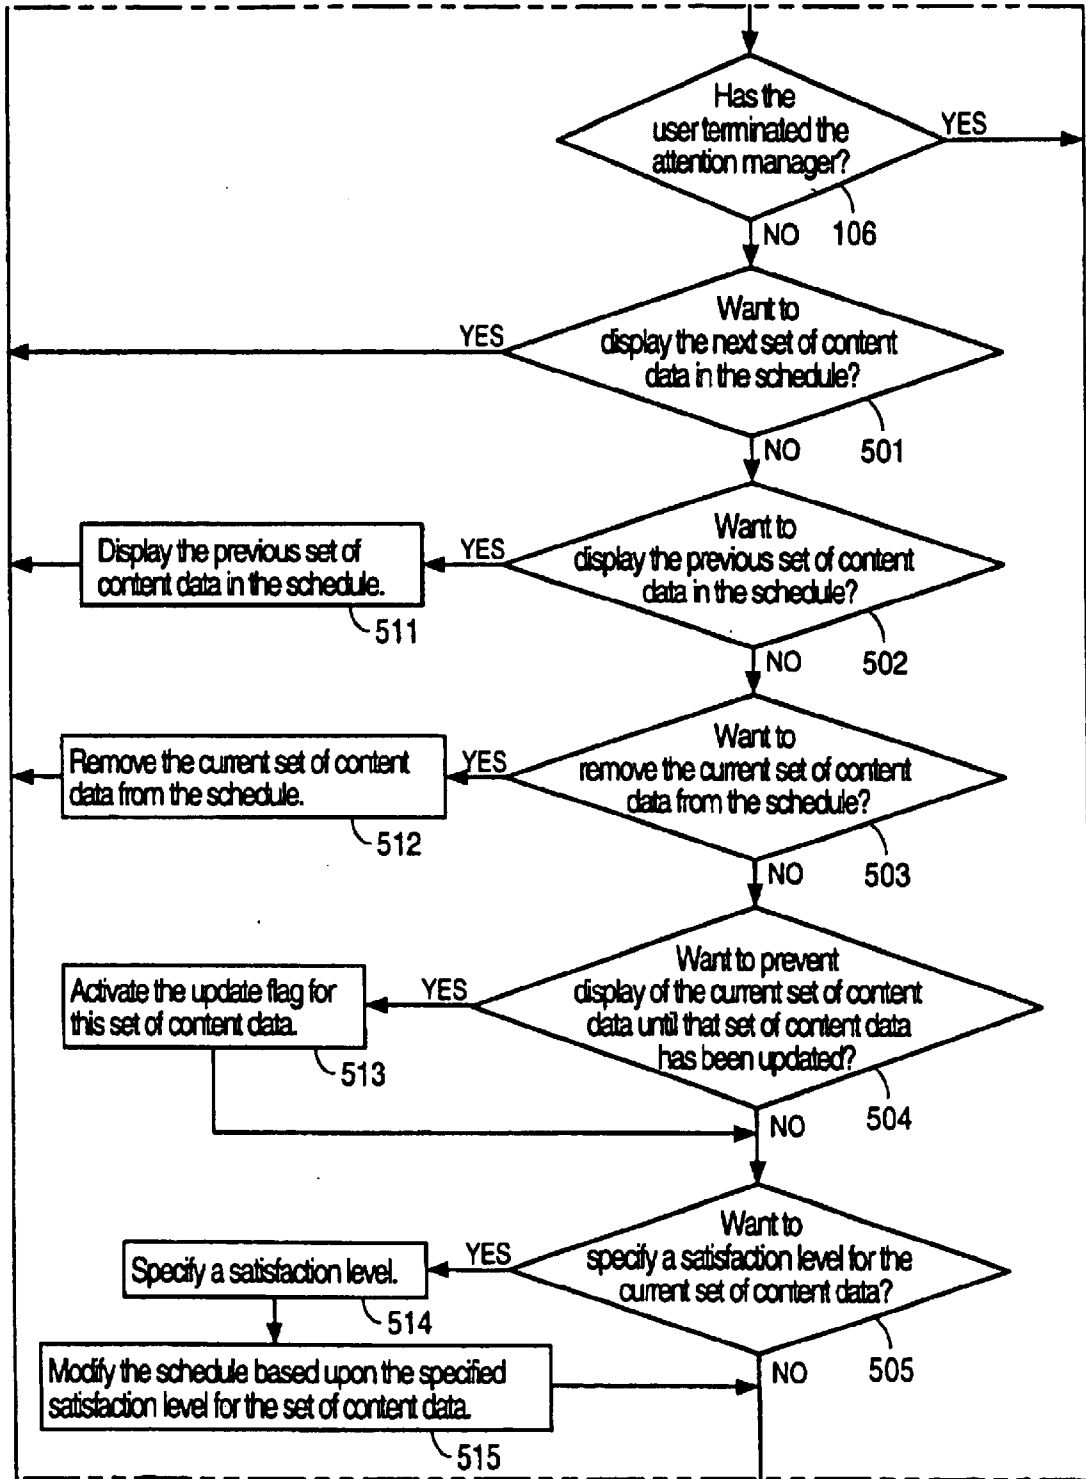 Has the
user terminated the
attention manager?
YES
NO
106
Want to
display the next set of content
data in the schedule?
YES
NO
501
Want to
display the previous set of content
data in the schedule?
YES
Display the previous set of
content data in the schedule.
511
NO
502
Want to
remove the current set of content
data from the schedule?
YES
Remove the current set of content
data from the schedule.
512
NO
503
Want to prevent
display of the current set of content
data until that set of content data
has been updated?
YES
Activate the update flag for
this set of content data.
513
NO
504
Want to
specify a satisfaction level for the
current set of content data?
YES
Specify a satisfaction level.
514
NO
505
Modify the schedule based upon the specified
satisfaction level for the set of content data.
515